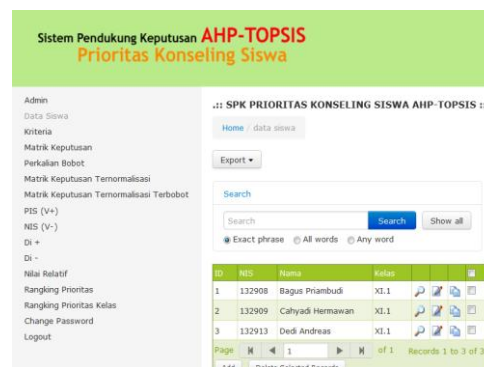 Sistem Pendukung Keputusan AHP-TOPSIS
Prioritas Konseling Siswa
Admin
Data Siswa
Kriteria
Matrik Keputusan
Perkalian Bobot
Matrik Keputusan Ternormalisasi
Matrik Keputusan Ternormalisasi Terbobot
PIS (V+)
NIS (V-)
Di +
Di -
Nilai Relatif
Rangking Prioritas
Rangking Prioritas Kelas
Change Password
Logout
.:: SPK PRIORITAS KONSELING SISWA AHP-TOPSIS :
Home / data siswa
Export
Search
Search Search Show all
Exact phrase All words Any word
ID NIS Nama Kelas
1 132908 Bagus Priambudi XI.1
2 132909 Cahyadi Hermawan XI.1
3 132913 Dedi Andreas XI.1
Page 1 of 1 Records 1 to 3 of 3
Add Delete Selected Records